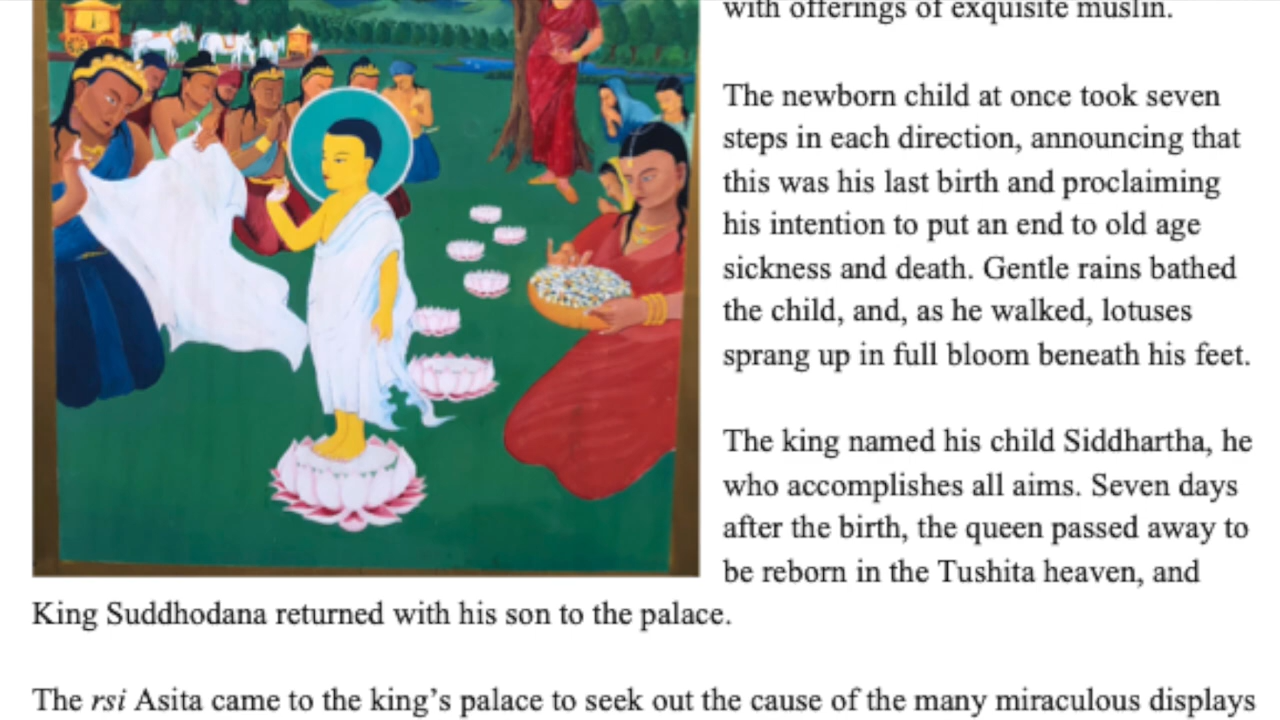 with offerings of exquisite muslin.
The newborn child at once took seven
steps in each direction, announcing that
this was his last birth and proclaiming
his intention to put an end to old age
sickness and death. Gentle rains bathed
the child, and, as he walked, lotuses
sprang up in full bloom beneath his feet.
The king named his child Siddhartha, he
who accomplishes all aims. Seven days
after the birth, the queen passed away to
be reborn in the Tushita heaven, and
King Suddhodana returned with his son to the palace.
The rsi Asita came to the king’s palace to seek out the cause of the many miraculous displays